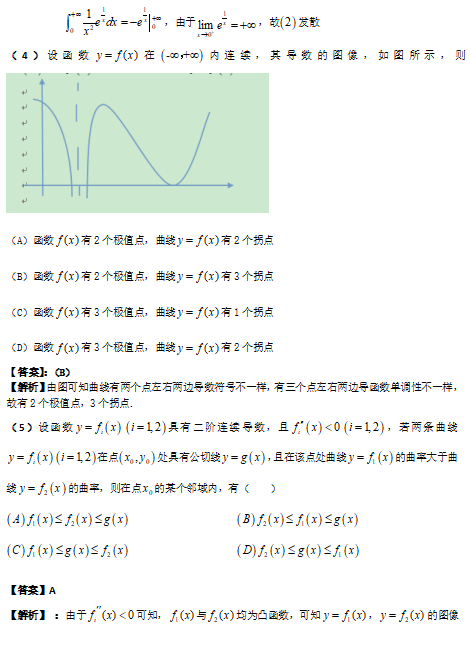 $\int_0^{+\infty}\frac{1}{x^2}e^{\frac{1}{x}}dx=-e^{\frac{1}{x}}\Big|_0^{+\infty}$，由于$\lim_{x\to 0^+}e^{\frac{1}{x}}=+\infty$，故(2)发散
（4）设函数 $y=f(x)$ 在 $(-\infty,+\infty)$ 内连续，其导数的图像，如图所示，则
（A）函数$f(x)$有2个极值点，曲线$y=f(x)$有2个拐点
（B）函数$f(x)$有2个极值点，曲线$y=f(x)$有3个拐点
（C）函数$f(x)$有3个极值点，曲线$y=f(x)$有1个拐点
（D）函数$f(x)$有3个极值点，曲线$y=f(x)$有2个拐点
【答案】：（B）
【解析】由图可知曲线有两个点左右两边导数符号不一样，有三个点左右两边导函数单调性不一样，
故有2个极值点，3个拐点.
（5）设函数$y=f_i(x)(i=1,2)$具有二阶连续导数，且$f_i''(x)<0(i=1,2)$，若两条曲线
$y=f_i(x)(i=1,2)$在点$(x_0,y_0)$处具有公切线$y=g(x)$，且在该点处曲线$y=f_1(x)$的曲率大于曲
线$y=f_2(x)$的曲率，则在点$x_0$的某个邻域内，有（ ）
$(A)f_1(x)\le f_2(x)\le g(x)$ $(B)f_2(x)\le f_1(x)\le g(x)$
$(C)f_1(x)\le g(x)\le f_2(x)$ $(D)f_2(x)\le g(x)\le f_1(x)$
【答案】A
【解析】：由于$f_i''(x)<0$可知，$f_1(x)$与$f_2(x)$均为凸函数，可知$y=f_1(x)$，$y=f_2(x)$的图像